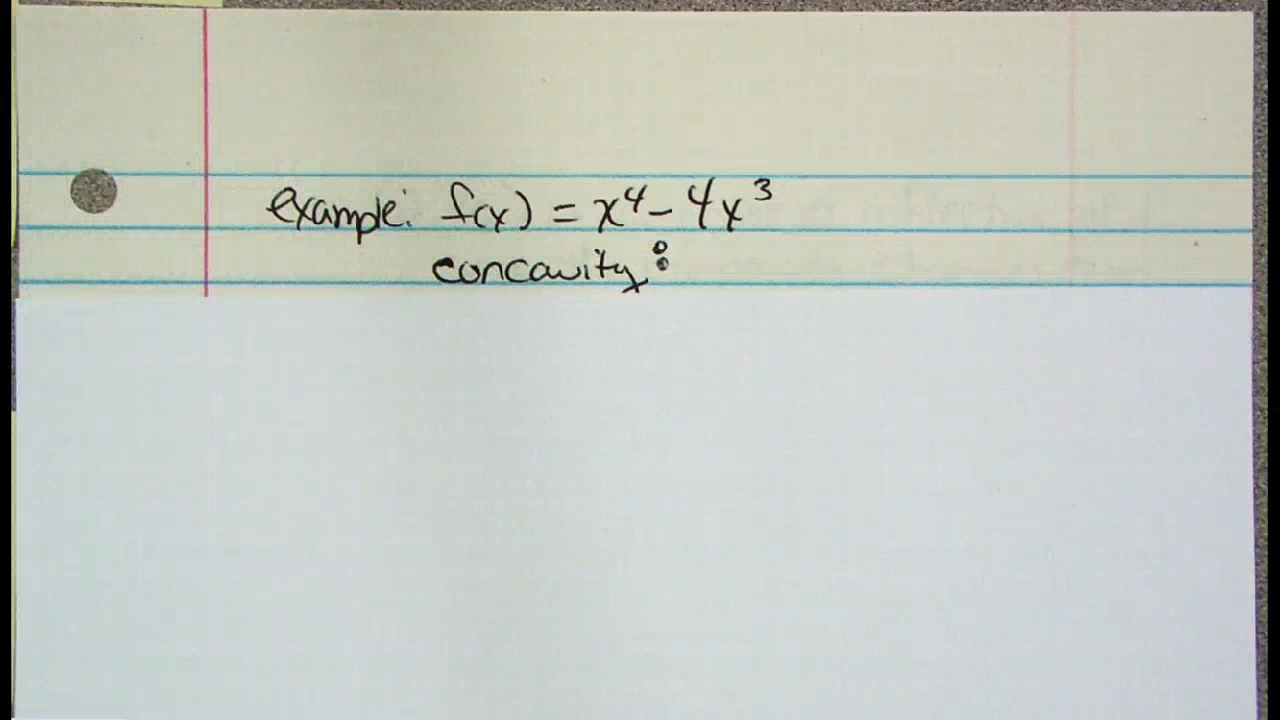 example: f(x) = x⁴ - 4x³
concavity: